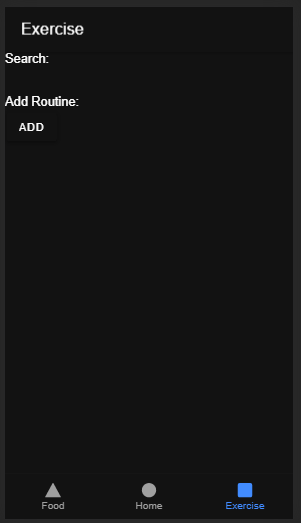 Exercise
Search:
Add Routine:
ADD
Food
Home
Exercise